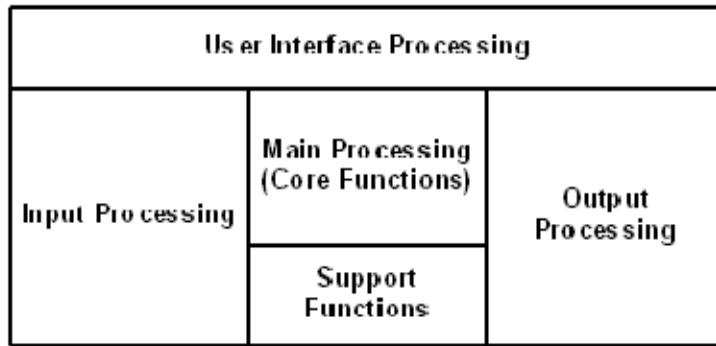 User Interface Processing
Main Processing
(Core Functions)
Input Processing
Output
Processing
Support
Functions